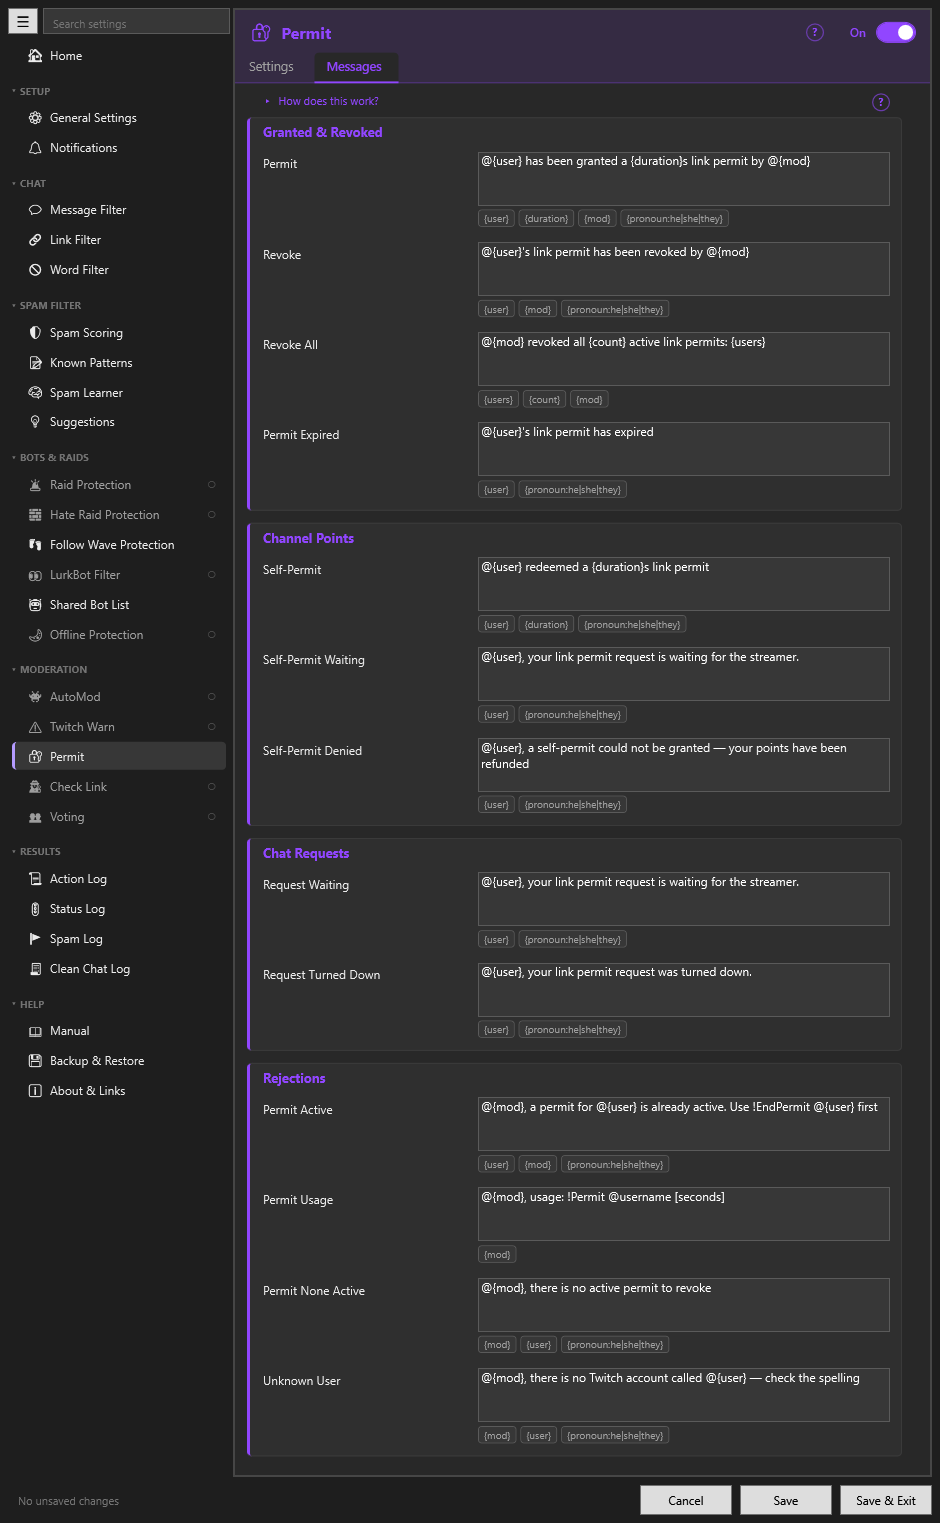 ☰ Search settings
Home
SETUP
General Settings
Notifications
CHAT
Message Filter
Link Filter
Word Filter
SPAM FILTER
Spam Scoring
Known Patterns
Spam Learner
Suggestions
BOTS & RAIDS
Raid Protection
Hate Raid Protection
Follow Wave Protection
LurkBot Filter
Shared Bot List
Offline Protection
MODERATION
AutoMod
Twitch Warn
Permit
Check Link
Voting
RESULTS
Action Log
Status Log
Spam Log
Clean Chat Log
HELP
Manual
Backup & Restore
About & Links
No unsaved changes
Permit ? On
Settings Messages
How does this work? ?
Granted & Revoked
Permit
@{user} has been granted a {duration}s link permit by @{mod}
{user} {duration} {mod} {pronoun:he|she|they}
Revoke
@{user}'s link permit has been revoked by @{mod}
{user} {mod} {pronoun:he|she|they}
Revoke All
@{mod} revoked all {count} active link permits: {users}
{users} {count} {mod}
Permit Expired
@{user}'s link permit has expired
{user} {pronoun:he|she|they}
Channel Points
Self-Permit
@{user} redeemed a {duration}s link permit
{user} {duration} {pronoun:he|she|they}
Self-Permit Waiting
@{user}, your link permit request is waiting for the streamer.
{user} {pronoun:he|she|they}
Self-Permit Denied
@{user}, a self-permit could not be granted — your points have been
refunded
{user} {pronoun:he|she|they}
Chat Requests
Request Waiting
@{user}, your link permit request is waiting for the streamer.
{user} {pronoun:he|she|they}
Request Turned Down
@{user}, your link permit request was turned down.
{user} {pronoun:he|she|they}
Rejections
Permit Active
@{mod}, a permit for @{user} is already active. Use !EndPermit @{user} first
{user} {mod} {pronoun:he|she|they}
Permit Usage
@{mod}, usage: !Permit @username [seconds]
{mod}
Permit None Active
@{mod}, there is no active permit to revoke
{mod} {user} {pronoun:he|she|they}
Unknown User
@{mod}, there is no Twitch account called @{user} — check the spelling
{mod} {user} {pronoun:he|she|they}
Cancel Save Save & Exit